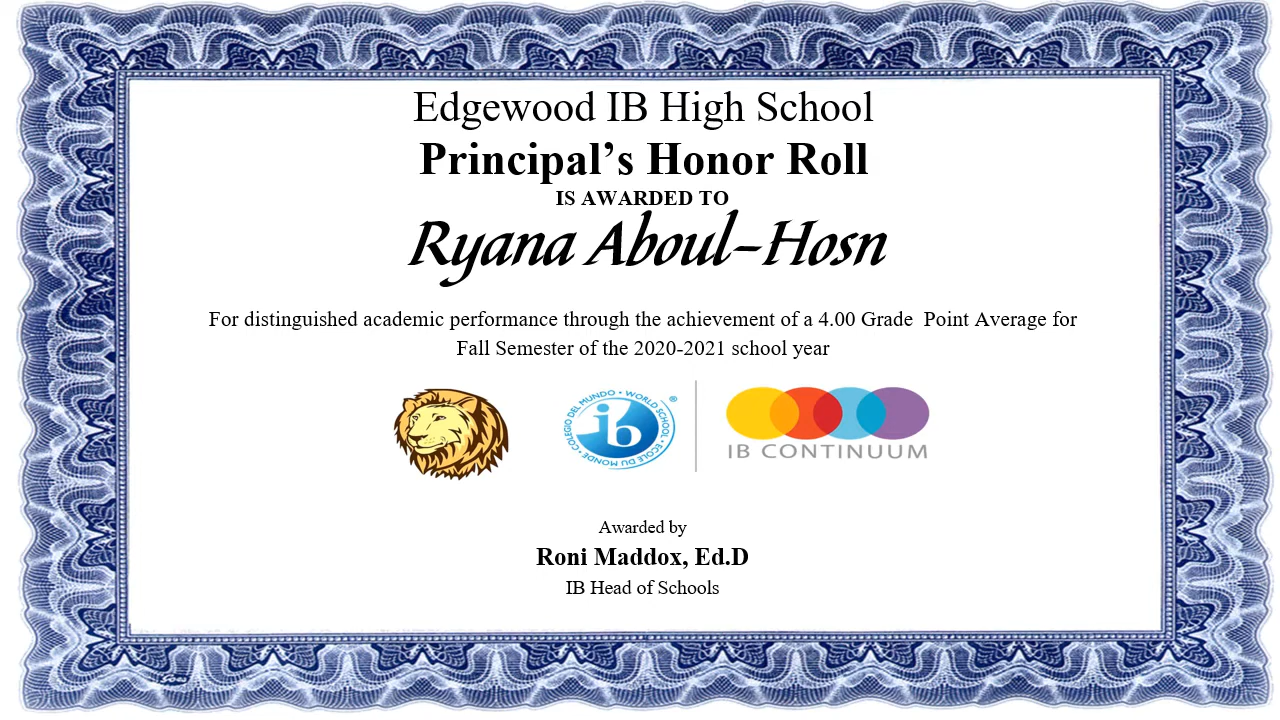 Edgewood IB High School
Principal’s Honor Roll
IS AWARDED TO
Ryana Aboul-Hosn
For distinguished academic performance through the achievement of a 4.00 Grade  Point Average for
Fall Semester of the 2020-2021 school year
COLEGIO DEL MUNDO • WORLD SCHOOL • ECOLE DU MONDE •
ib
®
IB CONTINUUM
Awarded by
Roni Maddox, Ed.D
IB Head of Schools
Goes